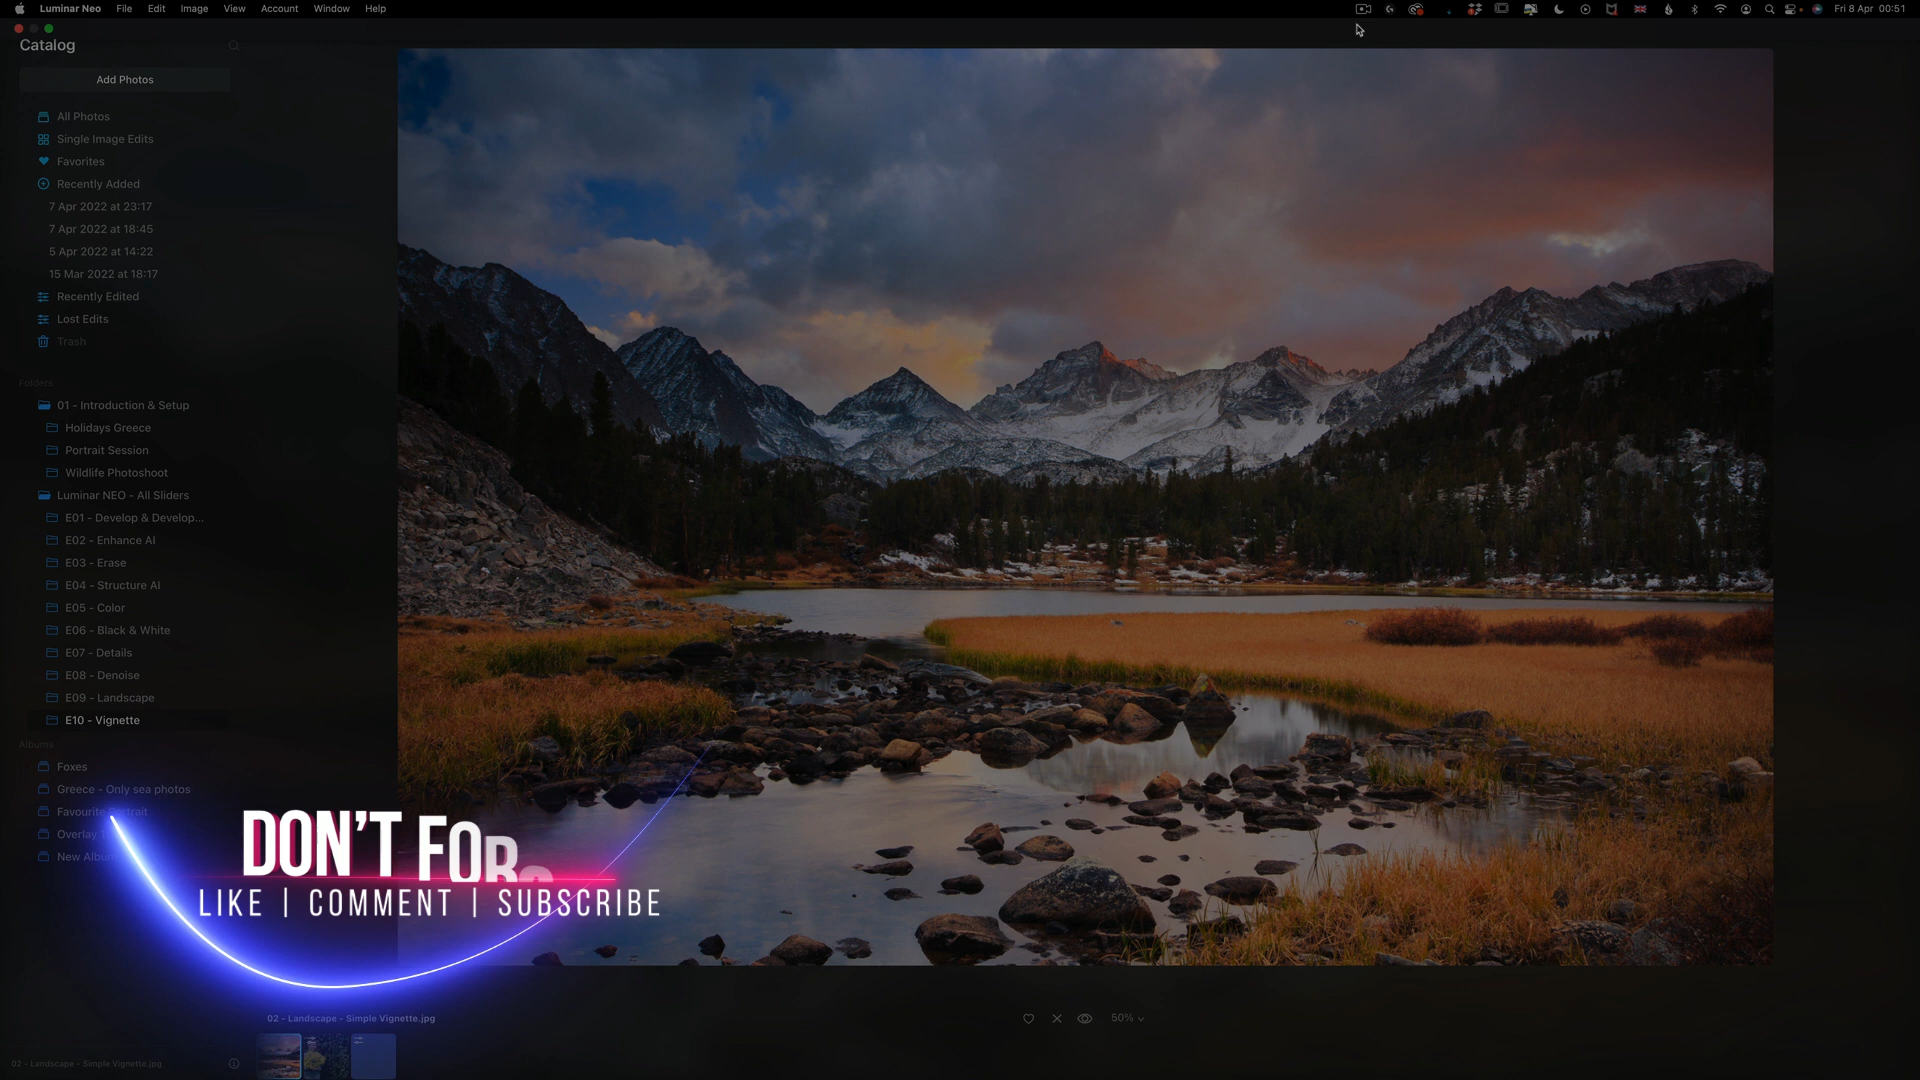 Luminar Neo File Edit Image View Account Window Help
Fri 8 Apr 00:51
Catalog
Add Photos
All Photos
Single Image Edits
Favorites
Recently Added
7 Apr 2022 at 23:17
7 Apr 2022 at 18:45
5 Apr 2022 at 14:22
15 Mar 2022 at 18:17
Recently Edited
Lost Edits
Trash
Folders
01 - Introduction & Setup
Holidays Greece
Portrait Session
Wildlife Photoshoot
Luminar NEO - All Sliders
E01 - Develop & Develop...
E02 - Enhance AI
E03 - Erase
E04 - Structure AI
E05 - Color
E06 - Black & White
E07 - Details
E08 - Denoise
E09 - Landscape
E10 - Vignette
Albums
Foxes
Greece - Only sea photos
Favourite Portrait
Overlay
New Album
DON'T FORG
LIKE | COMMENT | SUBSCRIBE
02 - Landscape - Simple Vignette.jpg
50%
02 - Landscape - Simple Vignette.jpg